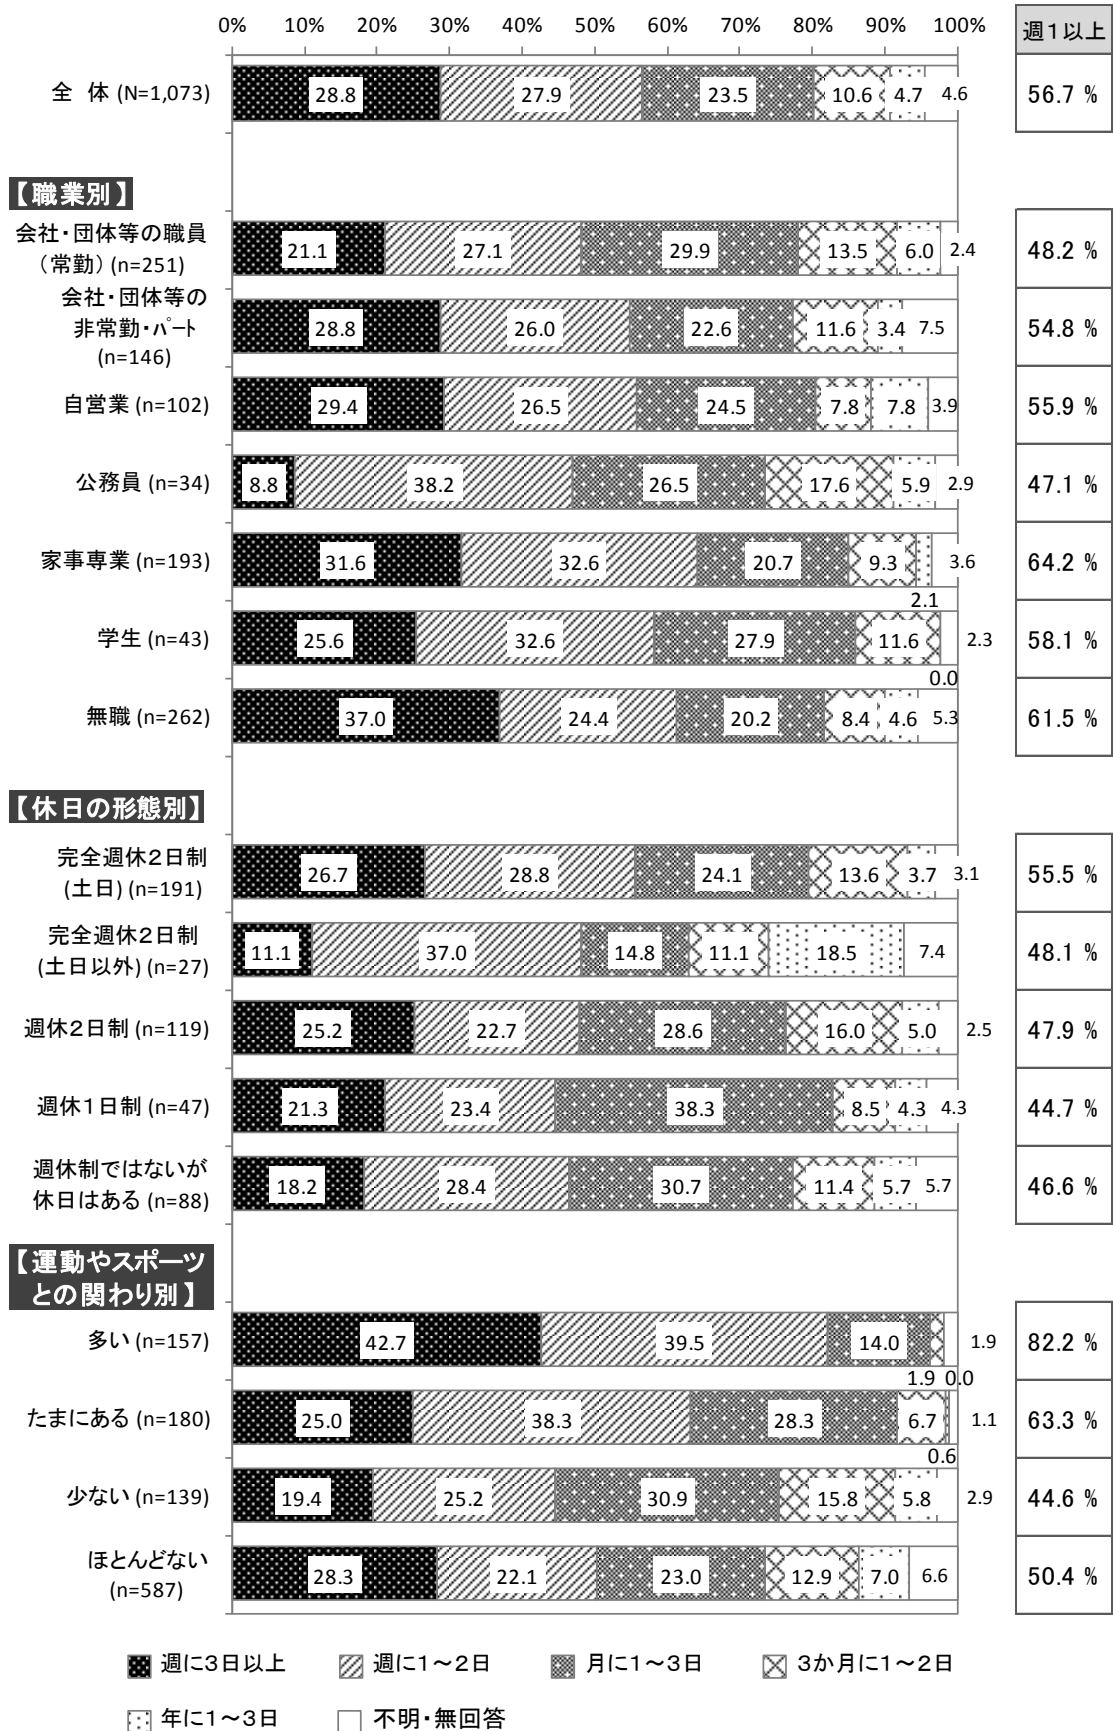 0% 10% 20% 30% 40% 50% 60% 70% 80% 90% 100%
週1以上
全 体 (N=1,073) 28.8 27.9 23.5 10.6 4.7 4.6 56.7 %
【職業別】
会社・団体等の職員
（常勤）(n=251) 21.1 27.1 29.9 13.5 6.0 2.4 48.2 %
会社・団体等の
非常勤・パート
(n=146) 28.8 26.0 22.6 11.6 3.4 7.5 54.8 %
自営業 (n=102) 29.4 26.5 24.5 7.8 7.8 3.9 55.9 %
公務員 (n=34) 8.8 38.2 26.5 17.6 5.9 2.9 47.1 %
家事専業 (n=193) 31.6 32.6 20.7 9.3 3.6 64.2 %
2.1
学生 (n=43) 25.6 32.6 27.9 11.6 2.3 58.1 %
0.0
無職 (n=262) 37.0 24.4 20.2 8.4 4.6 5.3 61.5 %
【休日の形態別】
完全週休2日制
(土日) (n=191) 26.7 28.8 24.1 13.6 3.7 3.1 55.5 %
完全週休2日制
(土日以外) (n=27) 11.1 37.0 14.8 11.1 18.5 7.4 48.1 %
週休2日制 (n=119) 25.2 22.7 28.6 16.0 5.0 2.5 47.9 %
週休1日制 (n=47) 21.3 23.4 38.3 8.5 4.3 4.3 44.7 %
週休制ではないが
休日はある (n=88) 18.2 28.4 30.7 11.4 5.7 5.7 46.6 %
【運動やスポーツ
との関わり別】
多い (n=157) 42.7 39.5 14.0 1.9 82.2 %
1.9 0.0
たまにある (n=180) 25.0 38.3 28.3 6.7 1.1 63.3 %
0.6
少ない (n=139) 19.4 25.2 30.9 15.8 5.8 2.9 44.6 %
ほとんどない
(n=587) 28.3 22.1 23.0 12.9 7.0 6.6 50.4 %
週に3日以上 週に1～2日 月に1～3日 3か月に1～2日
年に1～3日 不明・無回答